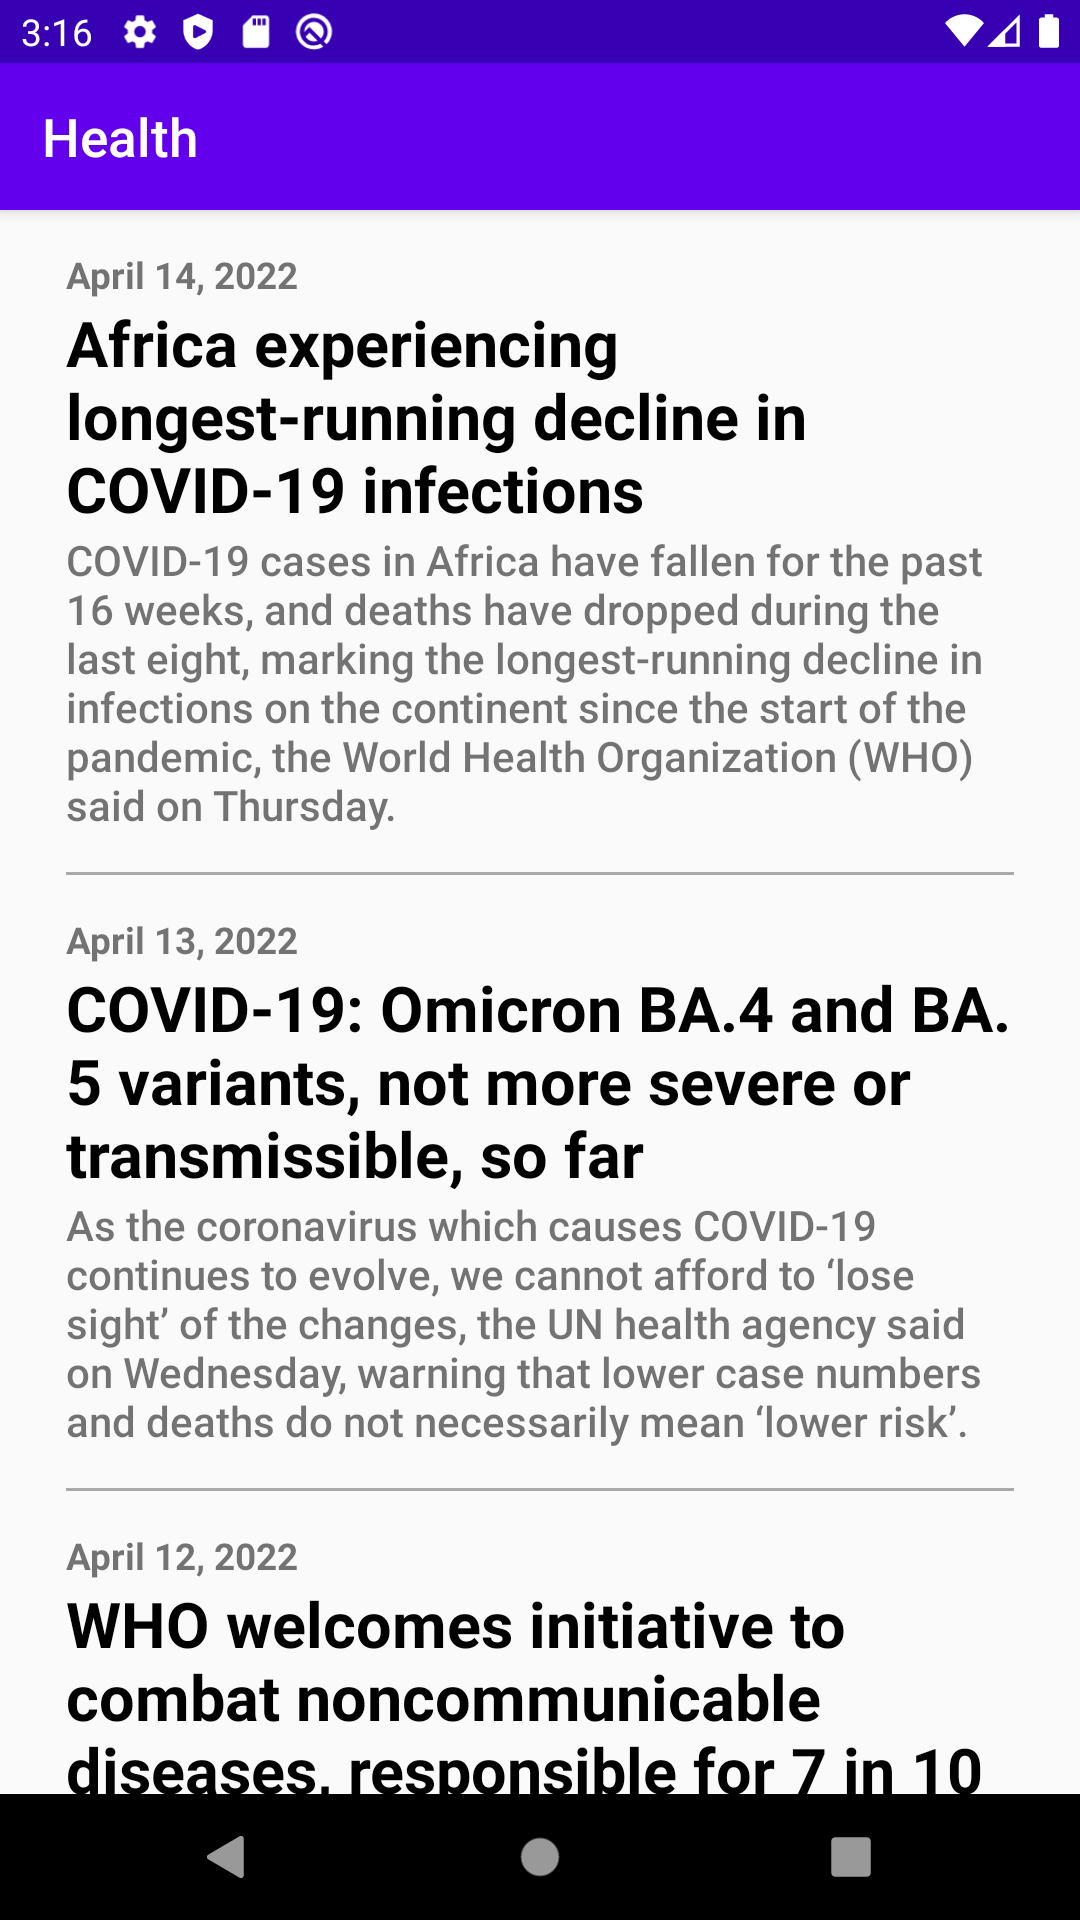 3:16
Health
April 14, 2022
Africa experiencing
longest-running decline in
COVID-19 infections
COVID-19 cases in Africa have fallen for the past
16 weeks, and deaths have dropped during the
last eight, marking the longest-running decline in
infections on the continent since the start of the
pandemic, the World Health Organization (WHO)
said on Thursday.
April 13, 2022
COVID-19: Omicron BA.4 and BA.
5 variants, not more severe or
transmissible, so far
As the coronavirus which causes COVID-19
continues to evolve, we cannot afford to ‘lose
sight’ of the changes, the UN health agency said
on Wednesday, warning that lower case numbers
and deaths do not necessarily mean ‘lower risk’.
April 12, 2022
WHO welcomes initiative to
combat noncommunicable
diseases, responsible for 7 in 10